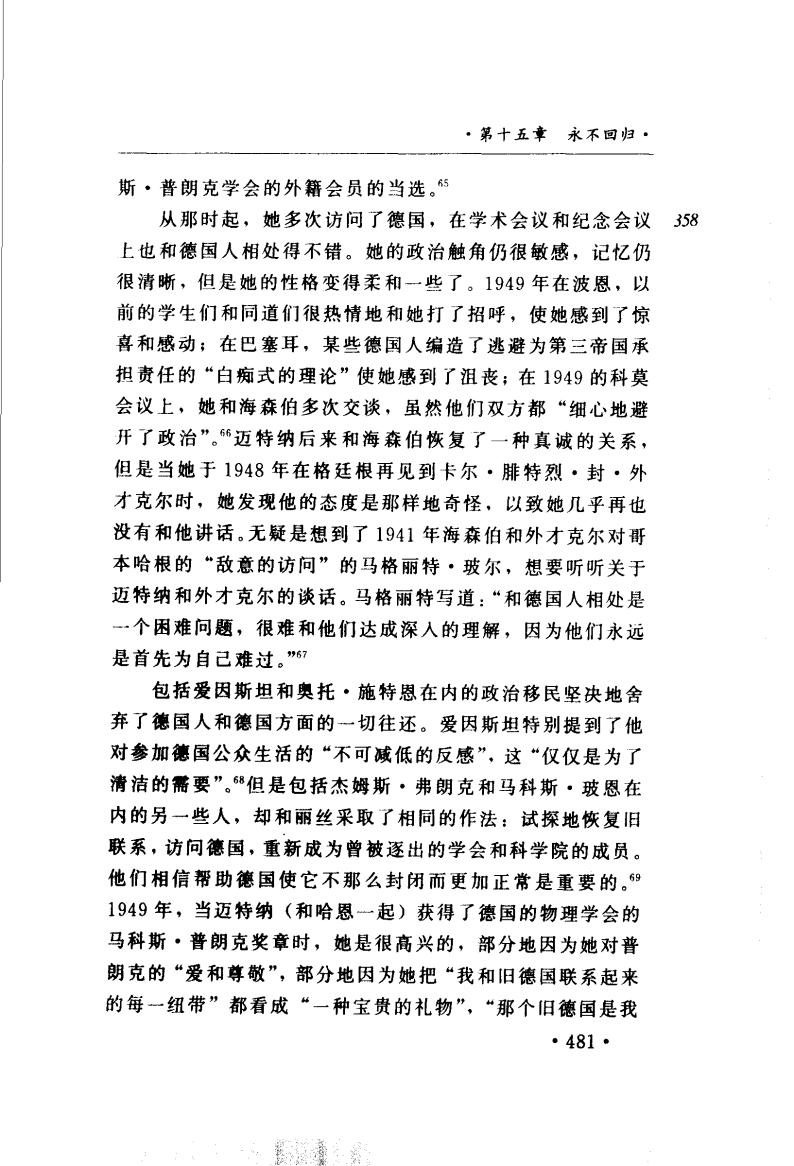 ·第十五章 永不回归·
斯·普朗克学会的外籍会员的当选。65
从那时起，她多次访问了德国，在学术会议和纪念会议 358
上也和德国人相处得不错。她的政治触角仍很敏感，记忆仍
很清晰，但是她的性格变得柔和一些了。1949 年在波恩，以
前的学生们和同道们很热情地和她打了招呼，使她感到了惊
喜和感动；在巴塞耳，某些德国人编造了逃避为第三帝国承
担责任的“白痴式的理论”使她感到了沮丧；在 1949 的科莫
会议上，她和海森伯多次交谈，虽然他们双方都“细心地避
开了政治”。66迈特纳后来和海森伯恢复了一种真诚的关系，
但是当她于 1948 年在格廷根再见到卡尔·腓特烈·封·外
才克尔时，她发现他的态度是那样地奇怪，以致她几乎再也
没有和他讲话。无疑是想到了 1941 年海森伯和外才克尔对哥
本哈根的“敌意的访问”的马格丽特·玻尔，想要听听关于
迈特纳和外才克尔的谈话。马格丽特写道：“和德国人相处是
一个困难问题，很难和他们达成深入的理解，因为他们永远
是首先为自己难过。”67
包括爱因斯坦和奥托·施特恩在内的政治移民坚决地舍
弃了德国人和德国方面的一切往还。爱因斯坦特别提到了他
对参加德国公众生活的“不可减低的反感”，这“仅仅是为了
清洁的需要”。68但是包括杰姆斯·弗朗克和马科斯·玻恩在
内的另一些人，却和丽丝采取了相同的作法：试探地恢复旧
联系，访问德国，重新成为曾被逐出的学会和科学院的成员。
他们相信帮助德国使它不那么封闭而更加正常是重要的。69
1949 年，当迈特纳（和哈恩一起）获得了德国的物理学会的
马科斯·普朗克奖章时，她是很高兴的，部分地因为她对普
朗克的“爱和尊敬”，部分地因为她把“我和旧德国联系起来
的每一纽带”都看成“一种宝贵的礼物”，“那个旧德国是我
·481·